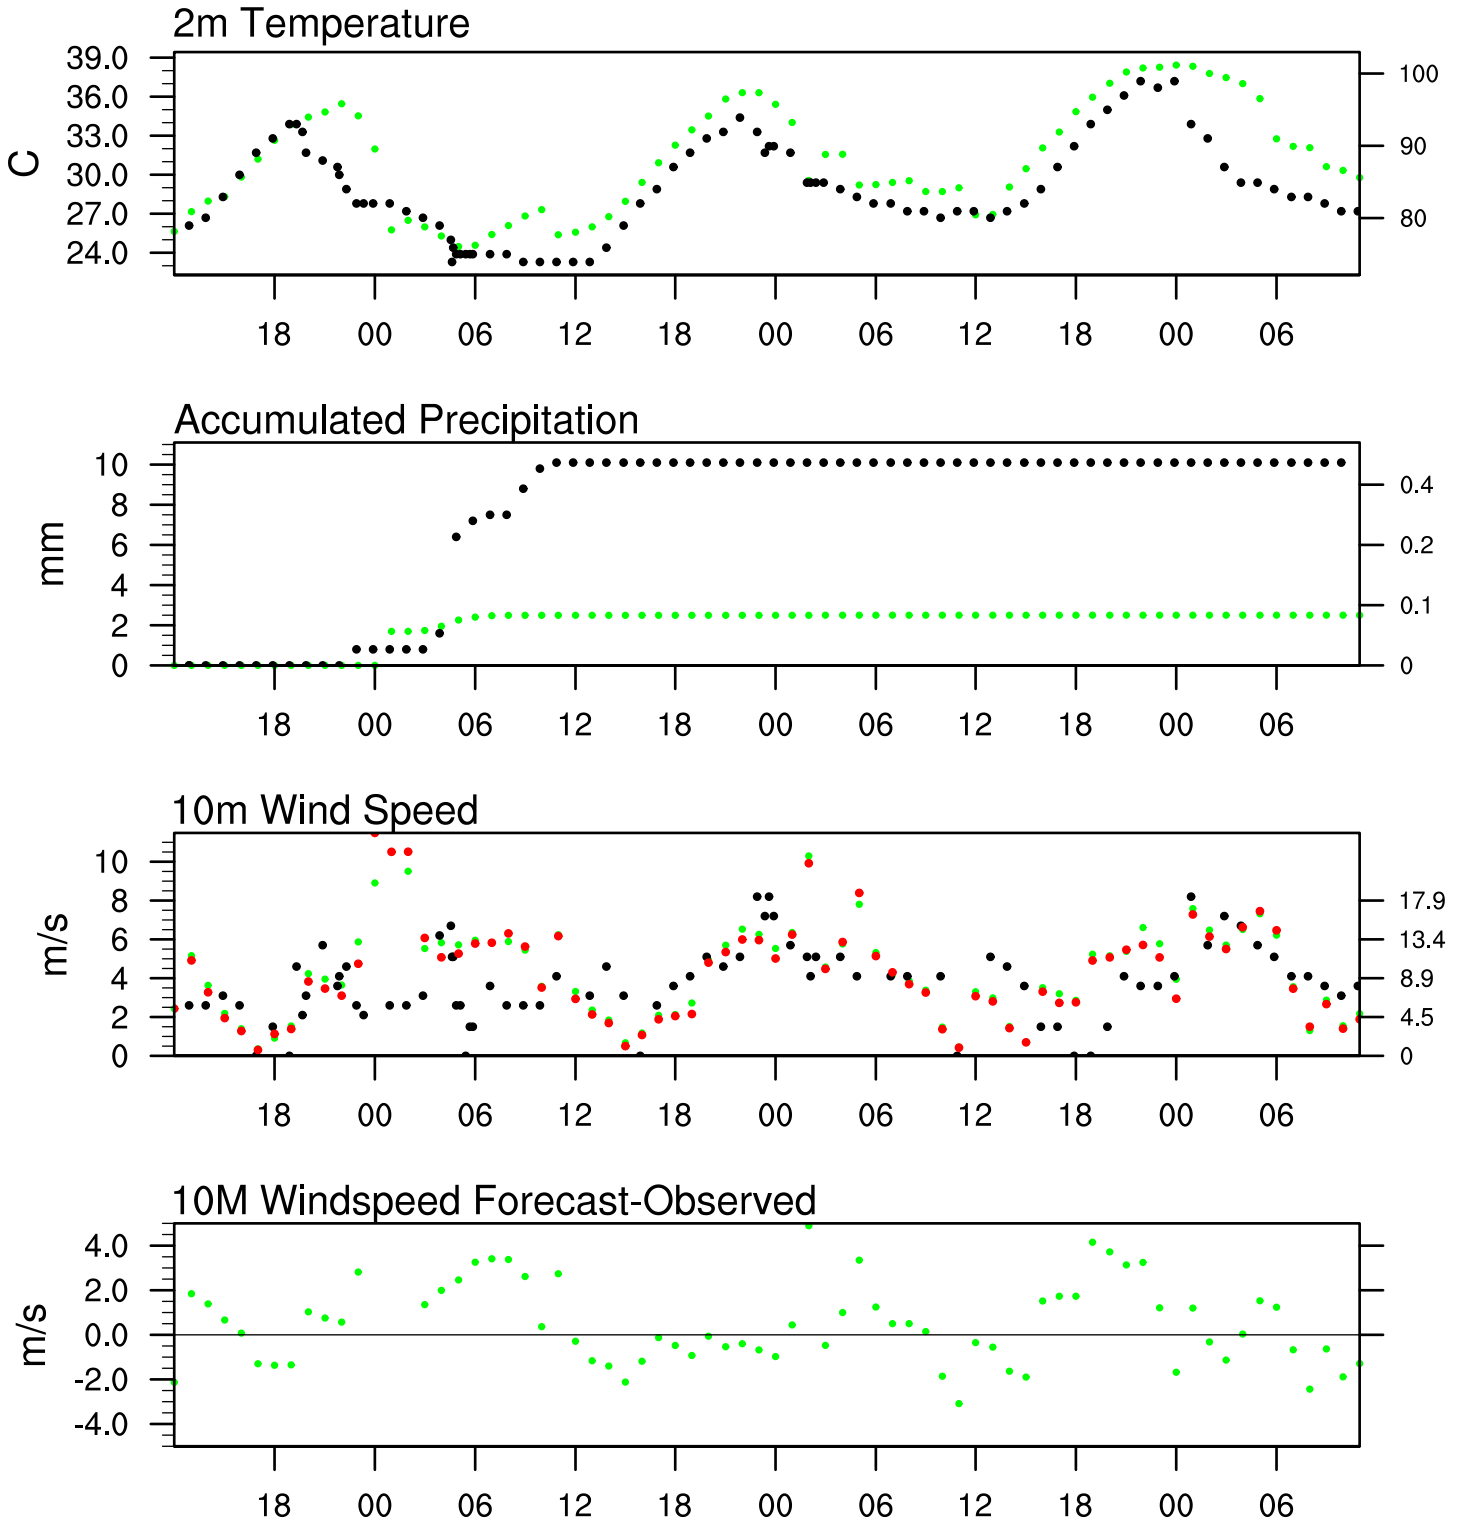 2m Temperature
C
39.0
36.0
33.0
30.0
27.0
24.0
100
90
80
18 00 06 12 18 00 06 12 18 00 06
Accumulated Precipitation
mm
10
8
6
4
2
0
0.4
0.2
0.1
0
18 00 06 12 18 00 06 12 18 00 06
10m Wind Speed
m/s
10
8
6
4
2
0
17.9
13.4
8.9
4.5
0
18 00 06 12 18 00 06 12 18 00 06
10M Windspeed Forecast-Observed
m/s
4.0
2.0
0.0
-2.0
-4.0
18 00 06 12 18 00 06 12 18 00 06